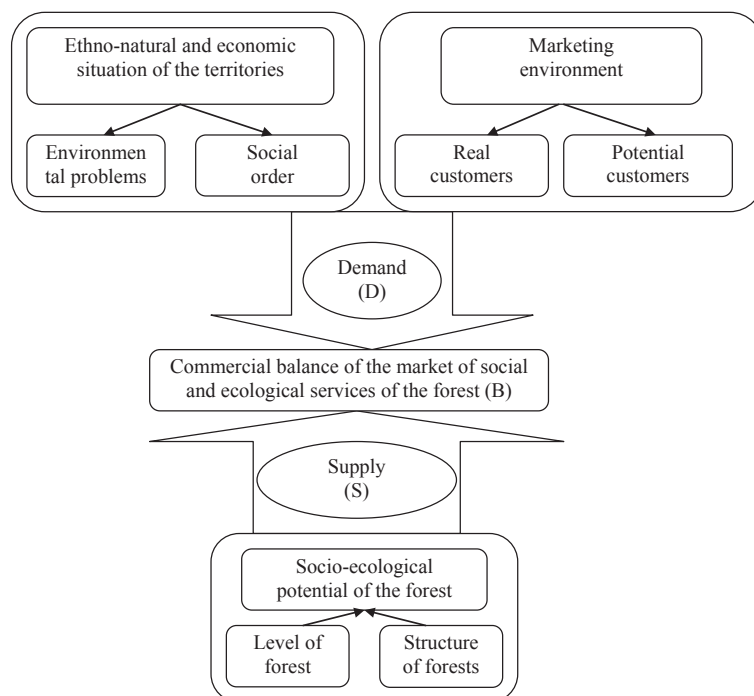 Ethno-natural and economic
situation of the territories
Environmen
tal problems
Social
order
Marketing
environment
Real
customers
Potential
customers
Demand
(D)
Commercial balance of the market of social
and ecological services of the forest (B)
Supply
(S)
Socio-ecological
potential of the forest
Level of
forest
Structure
of forests